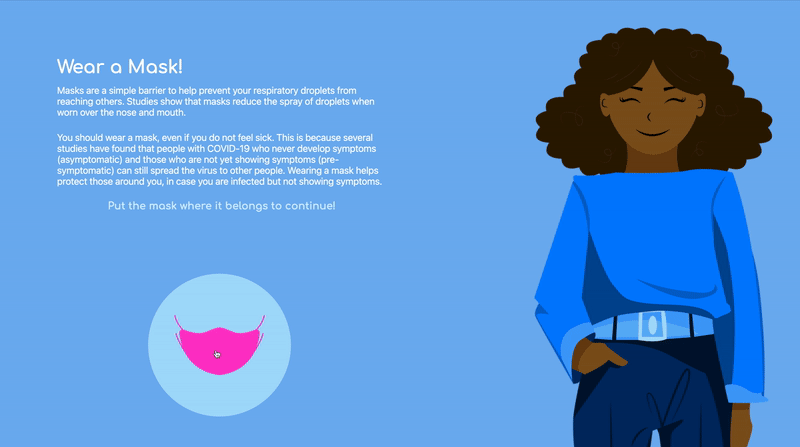 Wear a Mask!
Masks are a simple barrier to help prevent your respiratory droplets from
reaching others. Studies show that masks reduce the spray of droplets when
worn over the nose and mouth.
You should wear a mask, even if you do not feel sick. This is because several
studies have found that people with COVID-19 who never develop symptoms
(asymptomatic) and those who are not yet showing symptoms (pre-
symptomatic) can still spread the virus to other people. Wearing a mask helps
protect those around you, in case you are infected but not showing symptoms.
Put the mask where it belongs to continue!